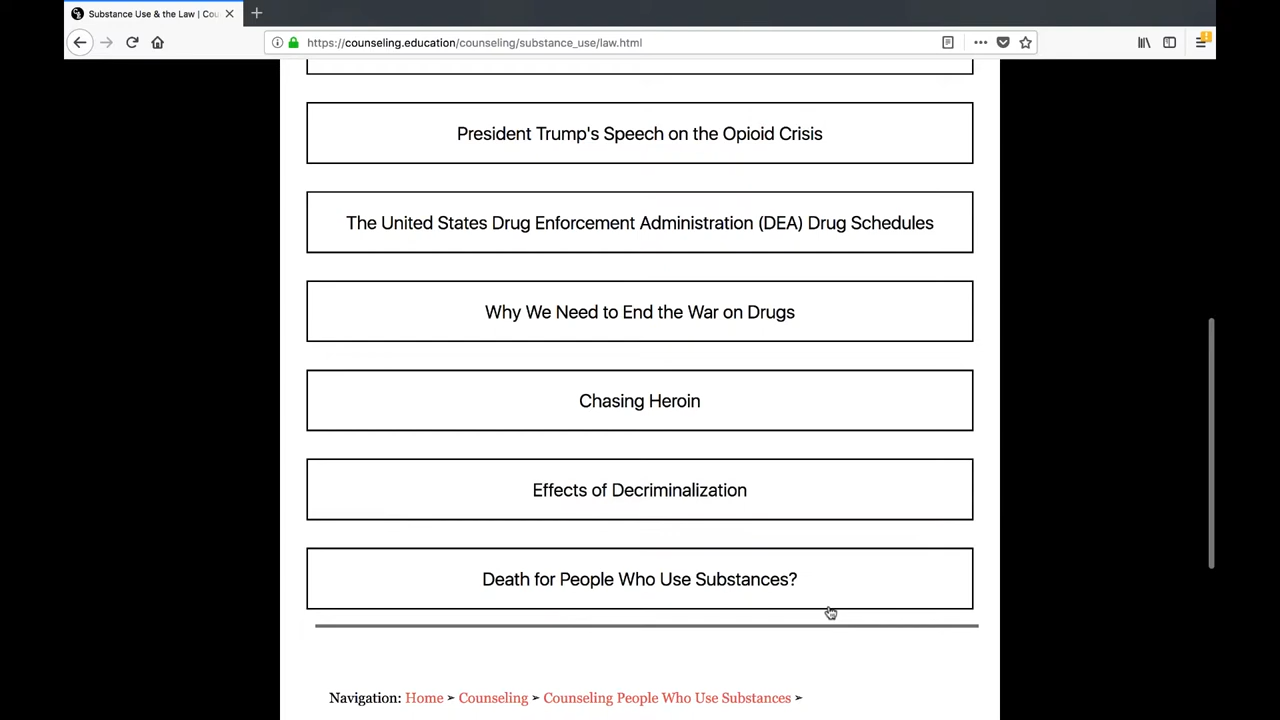 Substance Use & the Law | Cou
https://counseling.education/counseling/substance_use/law.html
President Trump's Speech on the Opioid Crisis
The United States Drug Enforcement Administration (DEA) Drug Schedules
Why We Need to End the War on Drugs
Chasing Heroin
Effects of Decriminalization
Death for People Who Use Substances?
Navigation: Home ➤ Counseling ➤ Counseling People Who Use Substances ➤